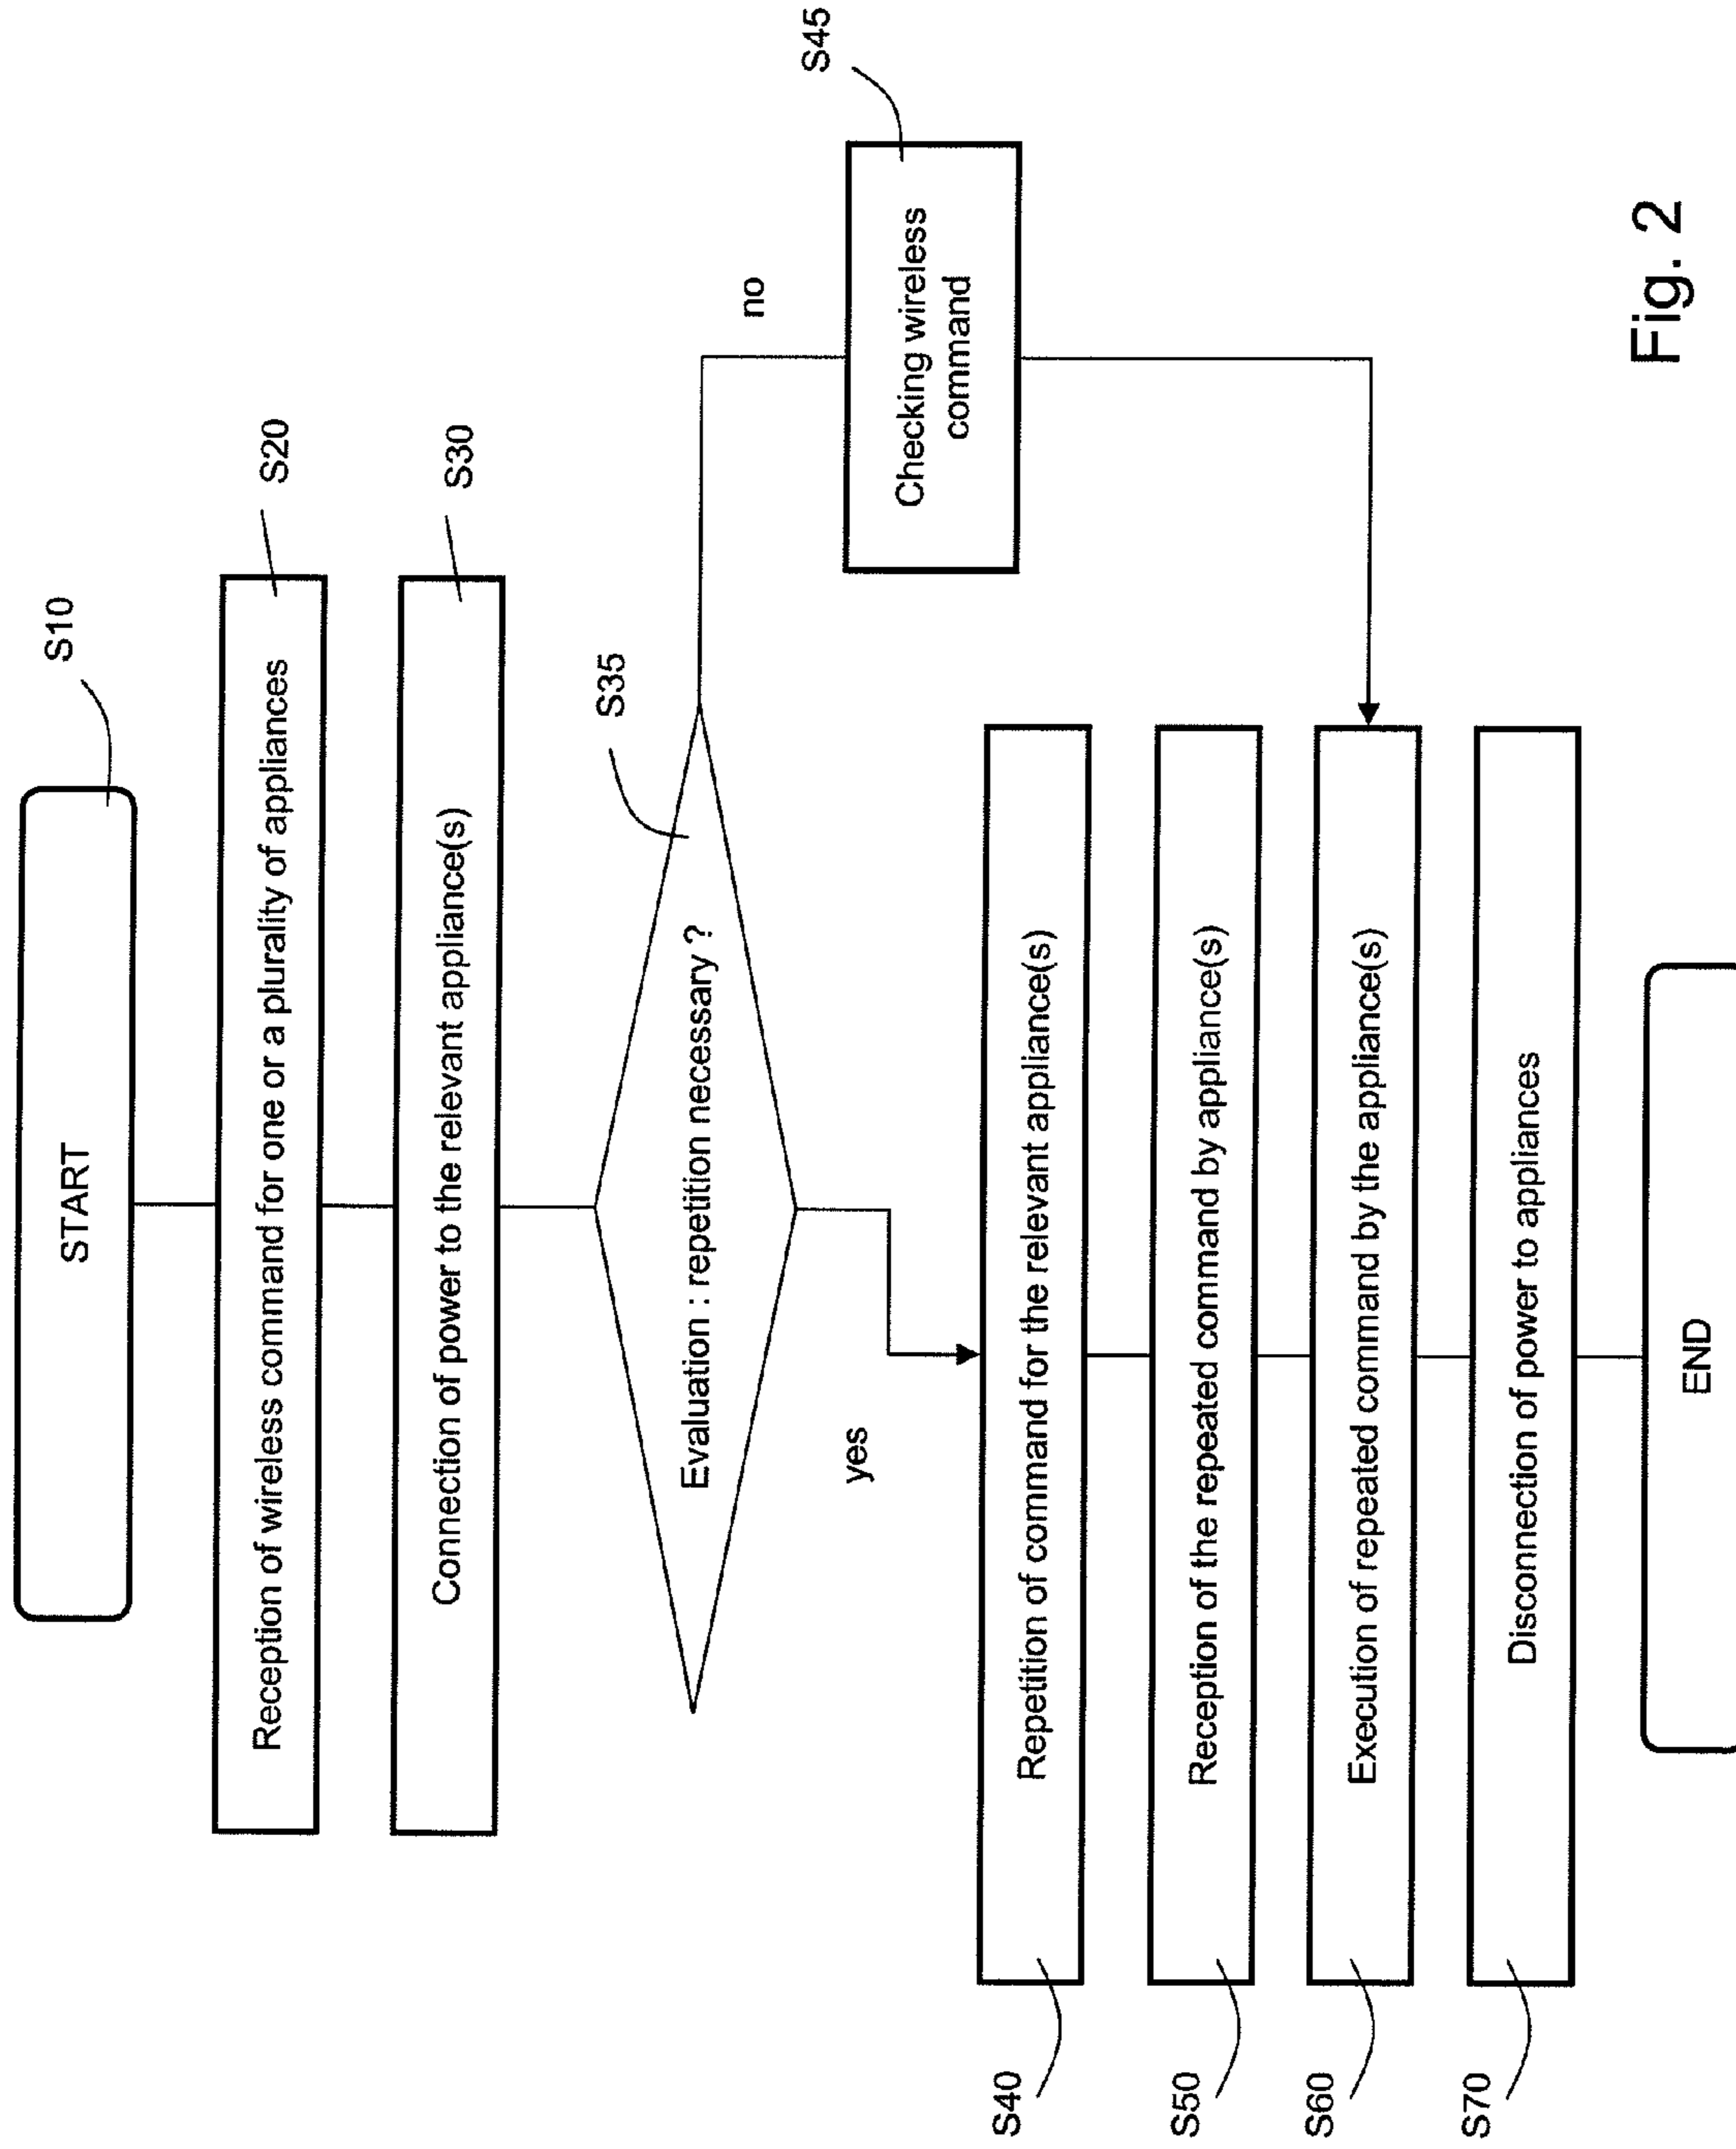 START
S10
Reception of wireless command for one or a plurality of appliances
S20
Connection of power to the relevant appliance(s)
S30
Evaluation : repetition necessary ?
S35
no
yes
Checking wireless
command
S45
S40
Repetition of command for the relevant appliance(s)
S50
Reception of the repeated command by appliance(s)
S60
Execution of repeated command by the appliance(s)
S70
Disconnection of power to appliances
END
Fig. 2